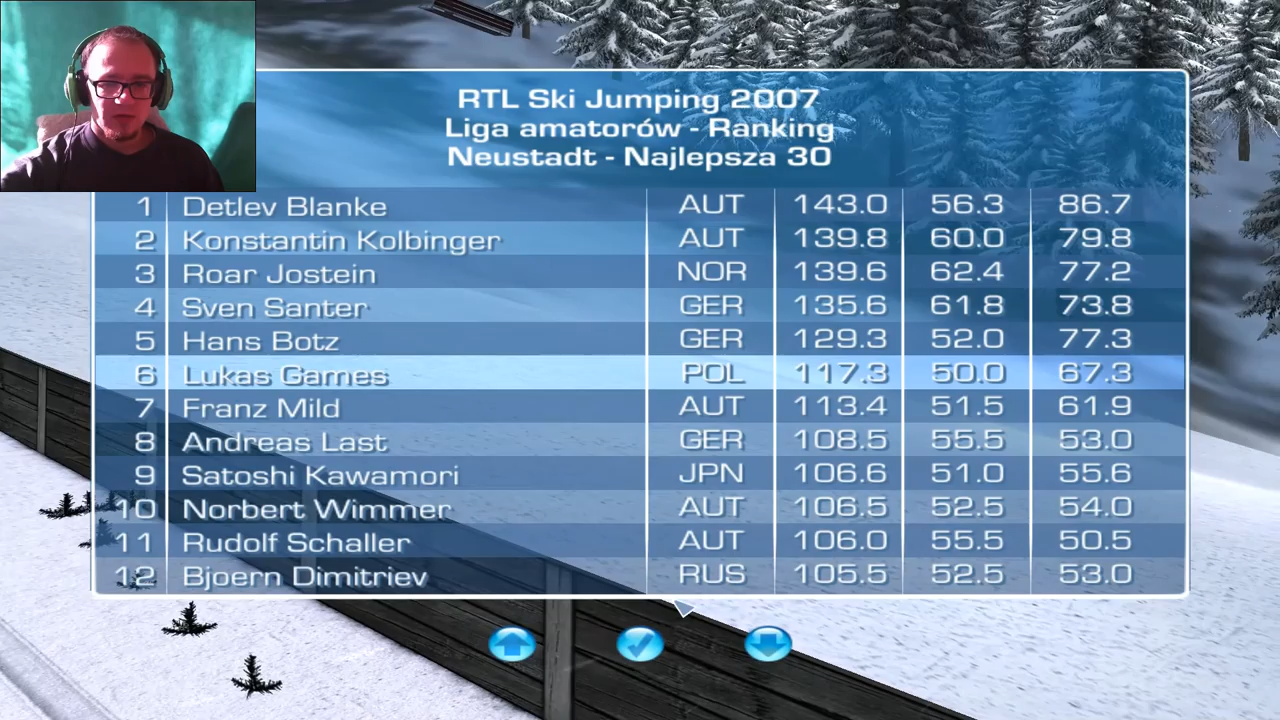 RTL Ski Jumping 2007
Liga amatorów - Ranking
Neustadt - Najlepsza 30
1 Detlev Blanke AUT 143.0 56.3 86.7
2 Konstantin Kolbinger AUT 139.8 60.0 79.8
3 Roar Jostein NOR 139.6 62.4 77.2
4 Sven Santer GER 135.6 61.8 73.8
5 Hans Botz GER 129.3 52.0 77.3
6 Lukas Games POL 117.3 50.0 67.3
7 Franz Mild AUT 113.4 51.5 61.9
8 Andreas Last GER 108.5 55.5 53.0
9 Satoshi Kawamori JPN 106.6 51.0 55.6
10 Norbert Wimmer AUT 106.5 52.5 54.0
11 Rudolf Schaller AUT 106.0 55.5 50.5
12 Bjoern Dimitriev RUS 105.5 52.5 53.0